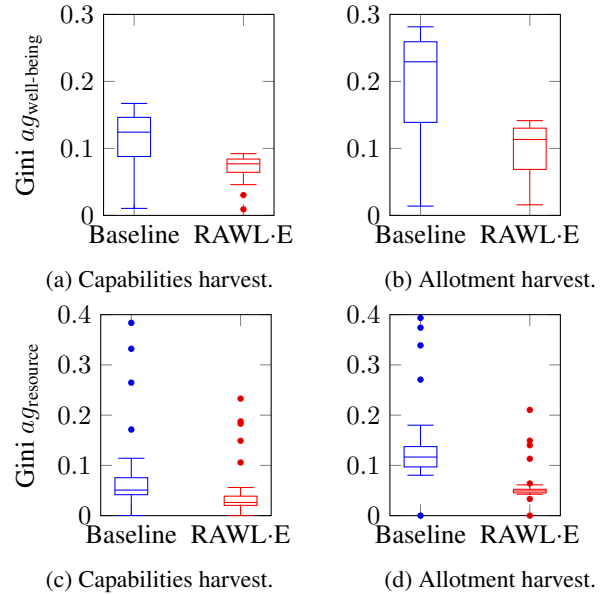 0.3
0.2
0.1
0
Gini ag_well-being
Baseline RAWL·E
(a) Capabilities harvest.
0.3
0.2
0.1
0
Baseline RAWL·E
(b) Allotment harvest.
0.4
0.3
0.2
0.1
0
Gini ag_resource
Baseline RAWL·E
(c) Capabilities harvest.
0.4
0.3
0.2
0.1
0
Baseline RAWL·E
(d) Allotment harvest.